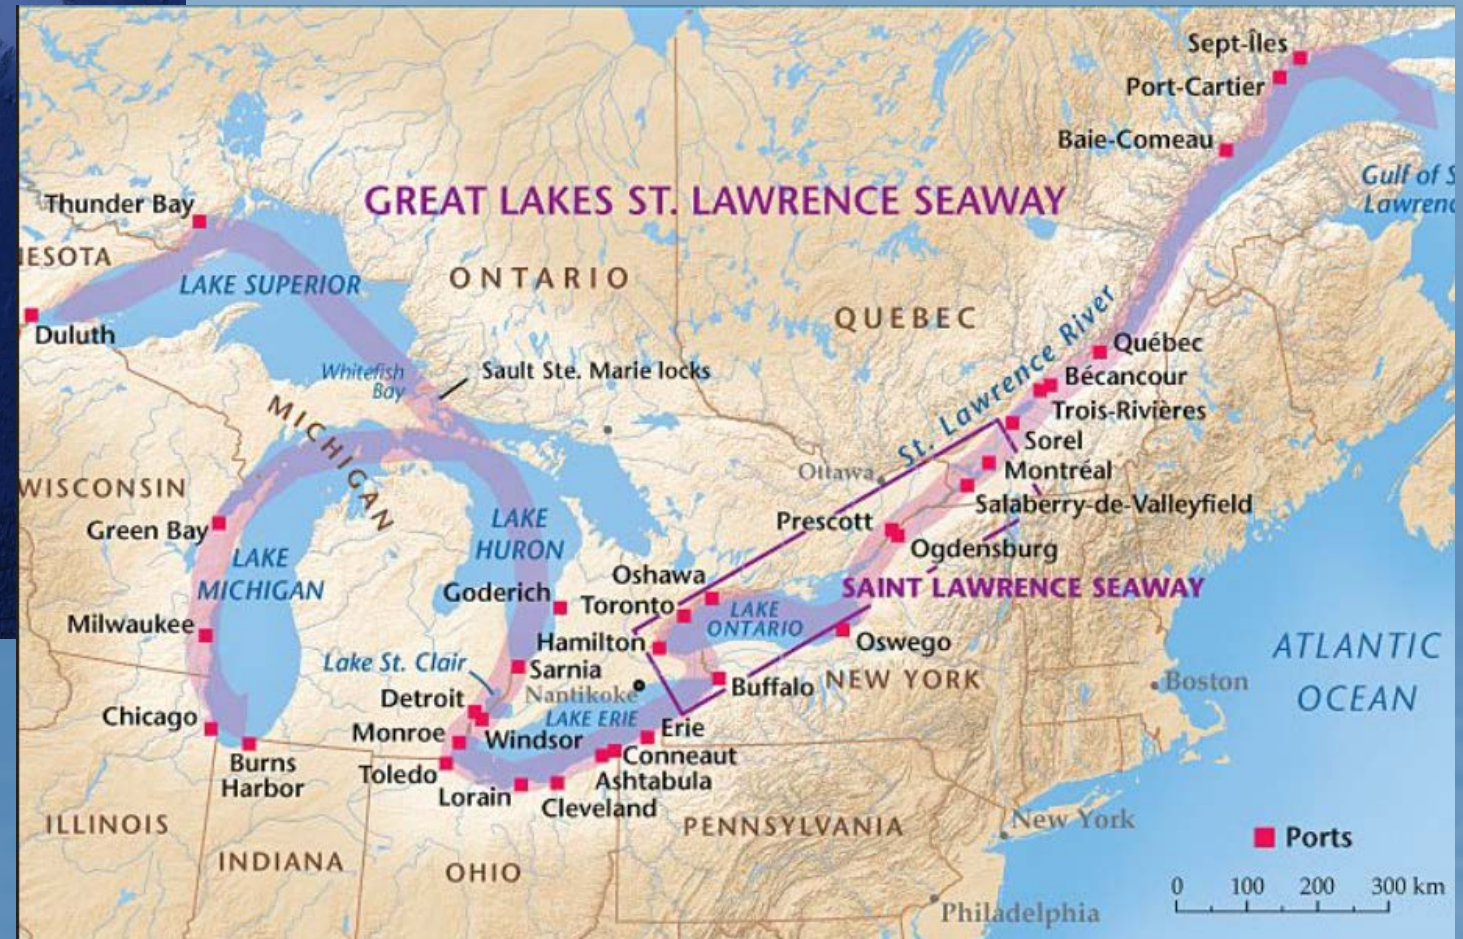 Sept-Îles
Port-Cartier
Baie-Comeau
Gulf of S
Lawrenc
Thunder Bay
GREAT LAKES ST. LAWRENCE SEAWAY
NESOTA
LAKE SUPERIOR
ONTARIO
QUEBEC
Duluth
St. Lawrence River
Québec
Whitefish
Bay
Sault Ste. Marie locks
Bécancour
Trois-Rivières
MICHIGAN
Sorel
Ottawa
Montréal
WISCONSIN
Salaberry-de-Valleyfield
Green Bay
LAKE
HURON
Prescott
Ogdensburg
LAKE
MICHIGAN
Goderich
Oshawa
SAINT LAWRENCE SEAWAY
Toronto
LAKE
ONTARIO
Milwaukee
Hamilton
Oswego
ATLANTIC
OCEAN
Lake St. Clair
Sarnia
Nantikoke
Buffalo
NEW YORK
Boston
Detroit
LAKE ERIE
Chicago
Monroe
Windsor
Erie
Burns
Harbor
Toledo
Conneaut
Ashtabula
Lorain
Cleveland
ILLINOIS
INDIANA
OHIO
PENNSYLVANIA
New York
Ports
0 100 200 300 km
Philadelphia